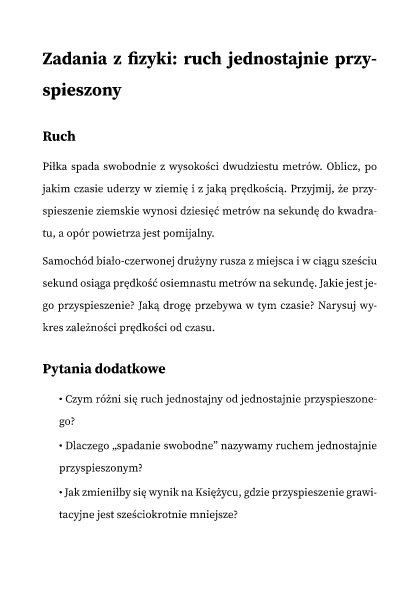 Zadania z fizyki: ruch jednostajnie przy-
spieszony
Ruch
Piłka spada swobodnie z wysokości dwudziestu metrów. Oblicz, po
jakim czasie uderzy w ziemię i z jaką prędkością. Przyjmij, że przy-
spieszenie ziemskie wynosi dziesięć metrów na sekundę do kwadra-
tu, a opór powietrza jest pomijalny.
Samochód biało-czerwonej drużyny rusza z miejsca i w ciągu sześciu
sekund osiąga prędkość osiemnastu metrów na sekundę. Jakie jest je-
go przyspieszenie? Jaką drogę przebywa w tym czasie? Narysuj wy-
kres zależności prędkości od czasu.
Pytania dodatkowe
• Czym różni się ruch jednostajny od jednostajnie przyspieszone-
go?
• Dlaczego „spadanie swobodne” nazywamy ruchem jednostajnie
przyspieszonym?
• Jak zmieniłby się wynik na Księżycu, gdzie przyspieszenie grawi-
tacyjne jest sześciokrotnie mniejsze?